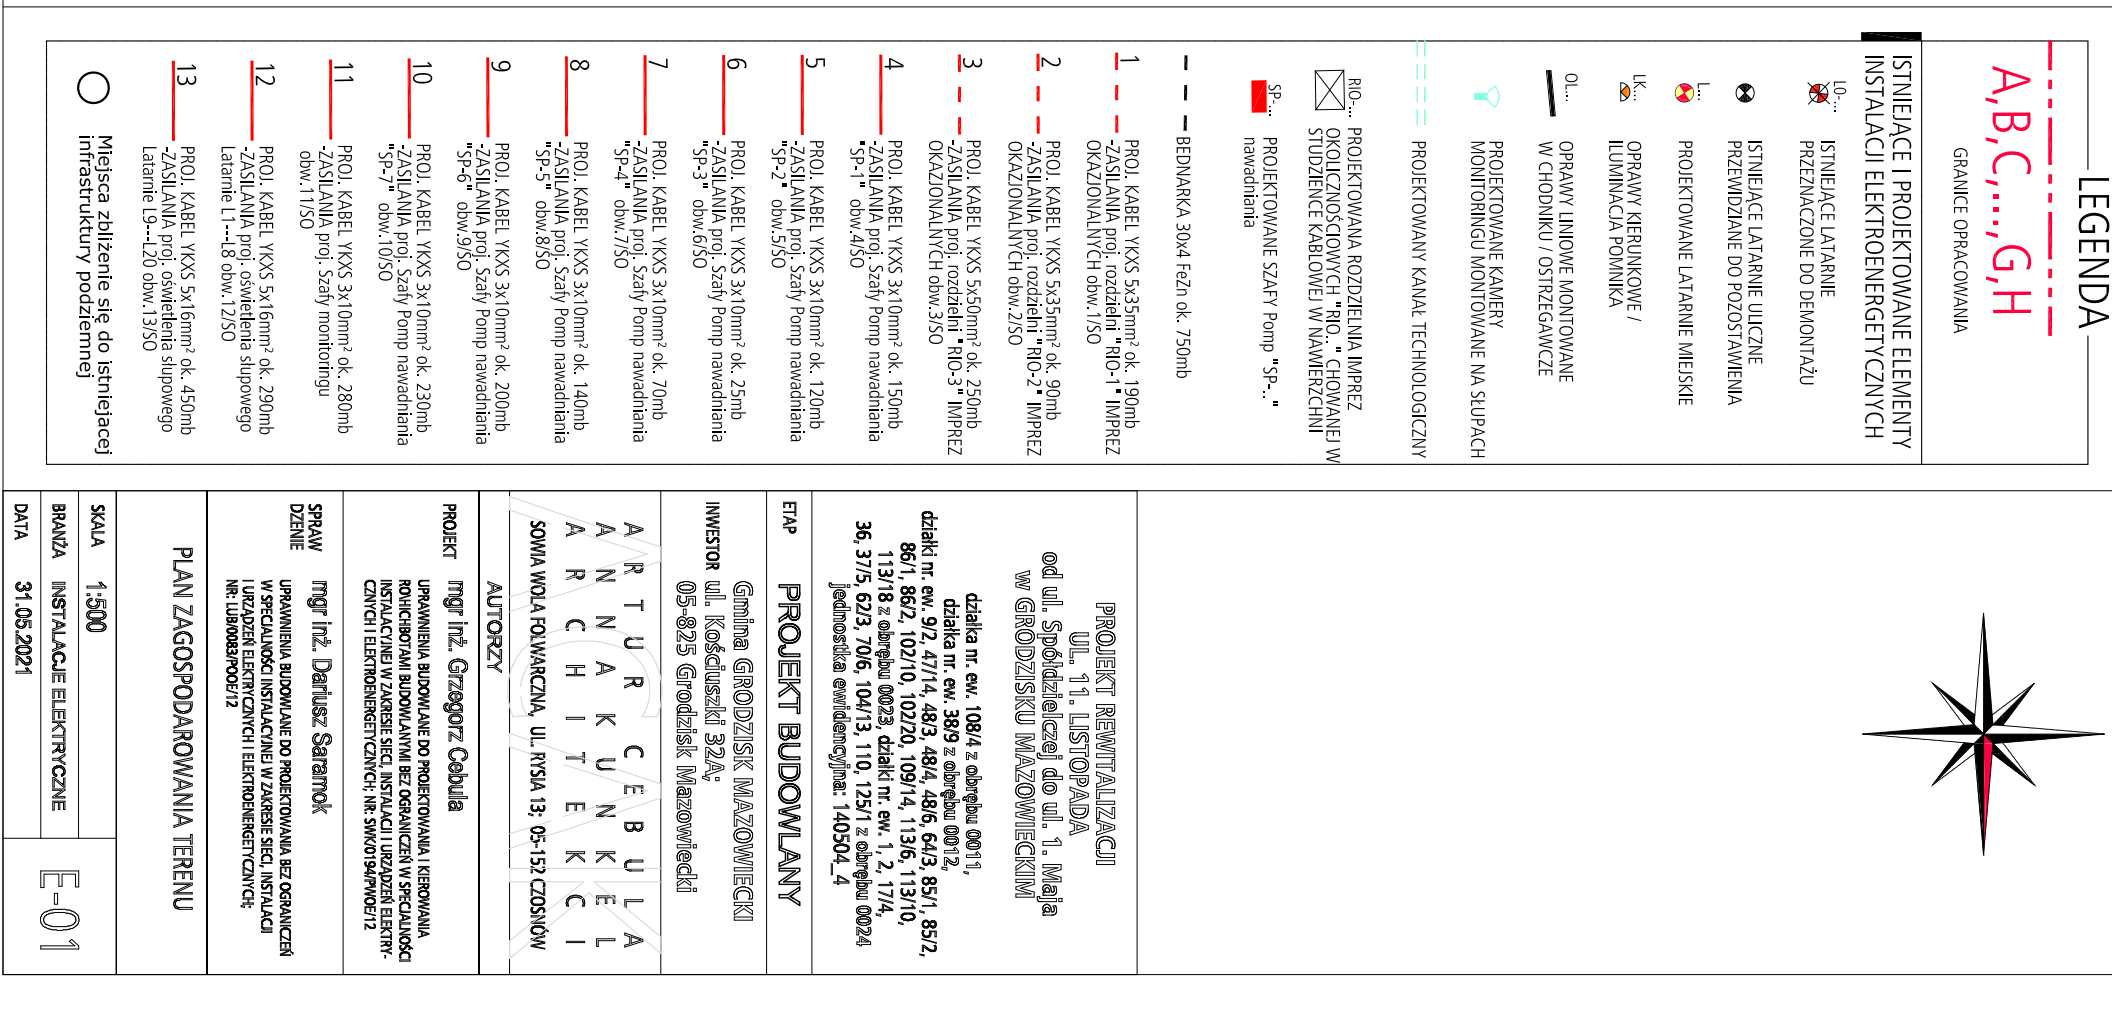 LEGENDA
A,B,C,...,G,H
GRANICE OPRACOWANIA
ISTNIEJĄCE I PROJEKTOWANE ELEMENTY
INSTALACJI ELEKTROENERGETYCZNYCH
LO-...
ISTNIEJĄCE LATARNIE
PRZEZNACZONE DO DEMONTAŻU
ISTNIEJĄCE LATARNIE ULICZNE
PRZEWIDZIANE DO POZOSTAWIENIA
L...
PROJEKTOWANE LATARNIE MIEJSKIE
LK...
OPRAWY KIERUNKOWE /
ILUMINACJA POMNIKA
OL...
OPRAWY LINIOWE MONTOWANE
W CHODNIKU / OSTRZEGAWCZE
PROJEKTOWANE KAMERY
MONITORINGU MONTOWANE NA SŁUPACH
PROJEKTOWANY KANAŁ TECHNOLOGICZNY
RIO-...
PROJEKTOWANA ROZDZIELNIA IMPREZ
OKOLICZNOŚCIOWYCH "RIO.." CHOWANEJ W
STUDZIENCE KABLOWEJ W NAWIERZCHNI
SP-...
PROJEKTOWANE SZAFY Pomp "SP-.."
nawadniania
BEDNARKA 30x4 FeZn ok. 750mb
1
PROJ. KABEL YKXS 5x35mm² ok. 190mb
-ZASILANIA proj. rozdzielni "RIO-1" IMPREZ
OKAZJONALNYCH obw.1/SO
2
PROJ. KABEL YKXS 5x35mm² ok. 90mb
-ZASILANIA proj. rozdzielni "RIO-2" IMPREZ
OKAZJONALNYCH obw.2/SO
3
PROJ. KABEL YKXS 5x50mm² ok. 250mb
-ZASILANIA proj. rozdzielni "RIO-3" IMPREZ
OKAZJONALNYCH obw.3/SO
4
PROJ. KABEL YKXS 3x10mm² ok. 150mb
-ZASILANIA proj. Szafy Pomp nawadniania
"SP-1" obw.4/SO
5
PROJ. KABEL YKXS 3x10mm² ok. 120mb
-ZASILANIA proj. Szafy Pomp nawadniania
"SP-2" obw.5/SO
6
PROJ. KABEL YKXS 3x10mm² ok. 25mb
-ZASILANIA proj. Szafy Pomp nawadniania
"SP-3" obw.6/SO
7
PROJ. KABEL YKXS 3x10mm² ok. 70mb
-ZASILANIA proj. Szafy Pomp nawadniania
"SP-4" obw.7/SO
8
PROJ. KABEL YKXS 3x10mm² ok. 140mb
-ZASILANIA proj. Szafy Pomp nawadniania
"SP-5" obw.8/SO
9
PROJ. KABEL YKXS 3x10mm² ok. 200mb
-ZASILANIA proj. Szafy Pomp nawadniania
"SP-6" obw.9/SO
10
PROJ. KABEL YKXS 3x10mm² ok. 230mb
-ZASILANIA proj. Szafy Pomp nawadniania
"SP-7" obw.10/SO
11
PROJ. KABEL YKXS 3x10mm² ok. 280mb
-ZASILANIA proj. Szafy monitoringu
obw.11/SO
12
PROJ. KABEL YKXS 5x16mm² ok. 290mb
-ZASILANIA proj. oświetlenia słupowego
Latarnie L1---L8 obw.12/SO
13
PROJ. KABEL YKXS 5x16mm² ok. 450mb
-ZASILANIA proj. oświetlenia słupowego
Latarnie L9---L20 obw.13/SO
Miejsca zbliżenie się do istniejacej
infrastruktury podziemnej
PROJEKT REWITALIZACJI
UL. 11. LISTOPADA
od ul. Spółdzielczej do ul. 1. Maja
w GRODZISKU MAZOWIECKIM
działka nr. ew. 108/4 z obrębu 0011,
działka nr. ew. 38/9 z obrębu 0012,
działki nr. ew. 9/2, 47/14, 48/3, 48/4, 48/6, 64/3, 85/1, 85/2,
86/1, 86/2, 102/10, 102/20, 109/14, 113/6, 113/10,
113/18 z obrębu 0023, działki nr. ew. 1, 2, 17/4,
36, 37/5, 62/3, 70/6, 104/13, 110, 125/1 z obrębu 0024
jednostka ewidencyjna: 140504_4
ETAP
PROJEKT BUDOWLANY
INWESTOR
Gmina GRODZISK MAZOWIECKI
ul. Kościuszki 32A;
05-825 Grodzisk Mazowiecki
ARTUR CEBULA
ANNA KUNKEL
ARCHITEKCI
SOWIA WOLA FOLWARCZNA, UL. RYSIA 13; 05-152 CZOSNÓW
AUTORZY
PROJEKT
mgr inż. Grzegorz Cebula
UPRAWNIENIA BUDOWLANE DO PROJEKTOWANIA I KIEROWANIA
ROHICHBOTAMI BUDOWLANYMI BEZ OGRANICZEŃ W SPECJALNOŚCI
INSTALACYJNEJ W ZAKRESIE SIECI, INSTALACJI I URZĄDZEŃ ELEKTRY-
CZNYCH I ELEKTROENERGETYCZNYCH; NR: SWK/0194/PWOE/12
SPRAW
DZENIE
mgr inż. Dariusz Saramok
UPRAWNIENIA BUDOWLANE DO PROJEKTOWANIA BEZ OGRANICZEŃ
W SPECJALNOŚCI INSTALACYJNEJ W ZAKRESIE SIECI, INSTALACJI
I URZĄDZEŃ ELEKTRYCZNYCH I ELEKTROENERGETYCZNYCH;
NR: LUB/0083/POOE/12
PLAN ZAGOSPODAROWANIA TERENU
SKALA
1:500
BRANŻA
INSTALACJE ELEKTRYCZNE
DATA
31.05.2021
E-01